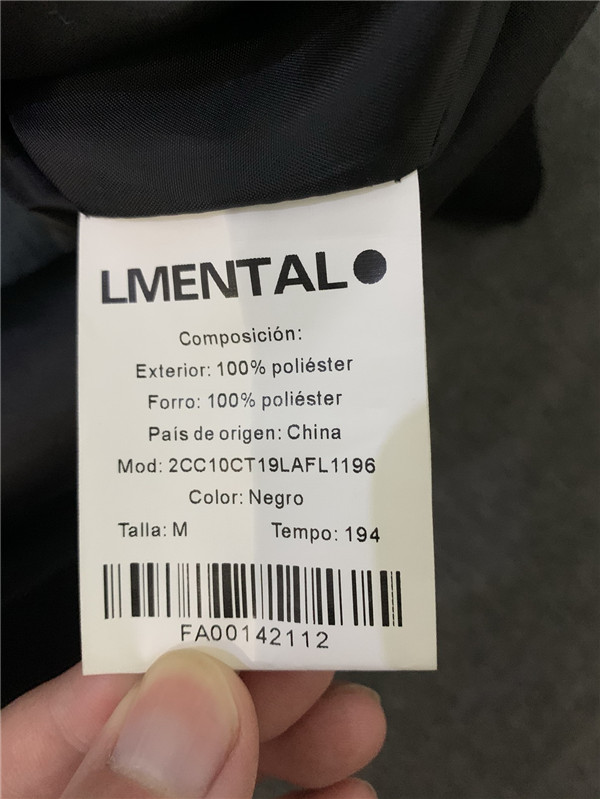 LMENTAL
Composición:
Exterior: 100% poliéster
Forro: 100% poliéster
País de origen: China
Mod: 2CC10CT19LAFL1196
Color: Negro
Talla: M Tempo: 194
FA00142112